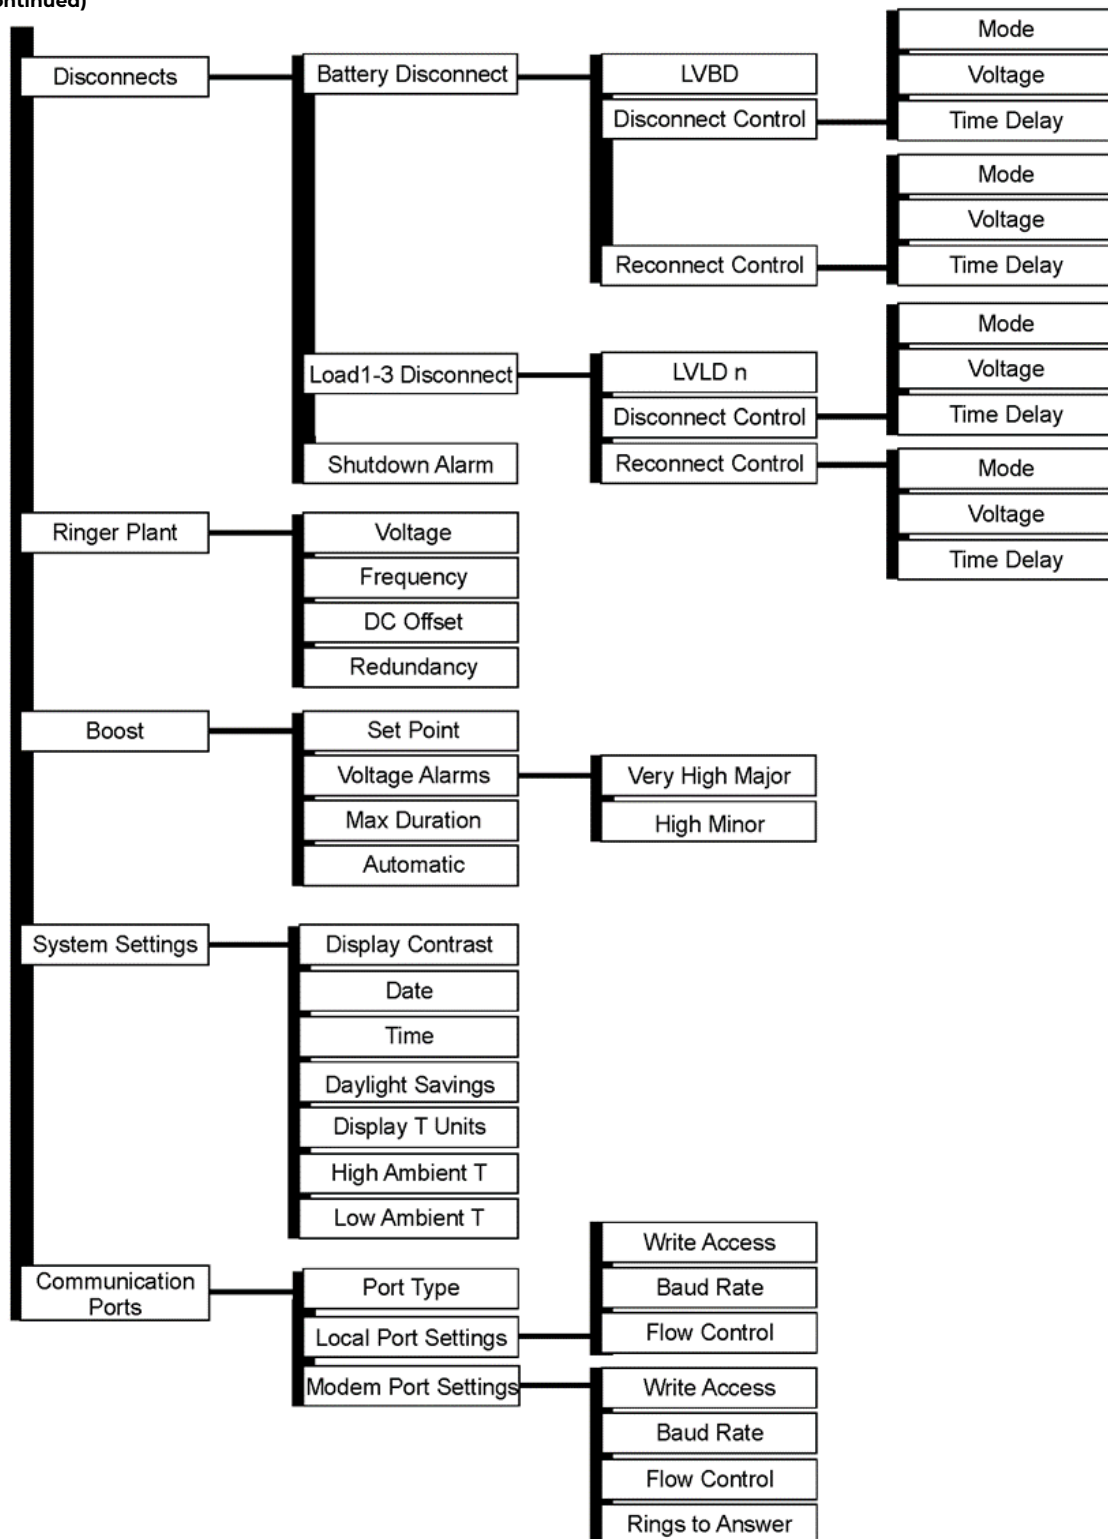 ontinued)
Disconnects
Battery Disconnect
LVBD
Disconnect Control
Mode
Voltage
Time Delay
Reconnect Control
Mode
Voltage
Time Delay
Load1-3 Disconnect
LVLD n
Disconnect Control
Mode
Voltage
Time Delay
Reconnect Control
Mode
Voltage
Time Delay
Shutdown Alarm
Ringer Plant
Voltage
Frequency
DC Offset
Redundancy
Boost
Set Point
Voltage Alarms
Very High Major
High Minor
Max Duration
Automatic
System Settings
Display Contrast
Date
Time
Daylight Savings
Display T Units
High Ambient T
Low Ambient T
Communication
Ports
Port Type
Local Port Settings
Write Access
Baud Rate
Flow Control
Modem Port Settings
Write Access
Baud Rate
Flow Control
Rings to Answer